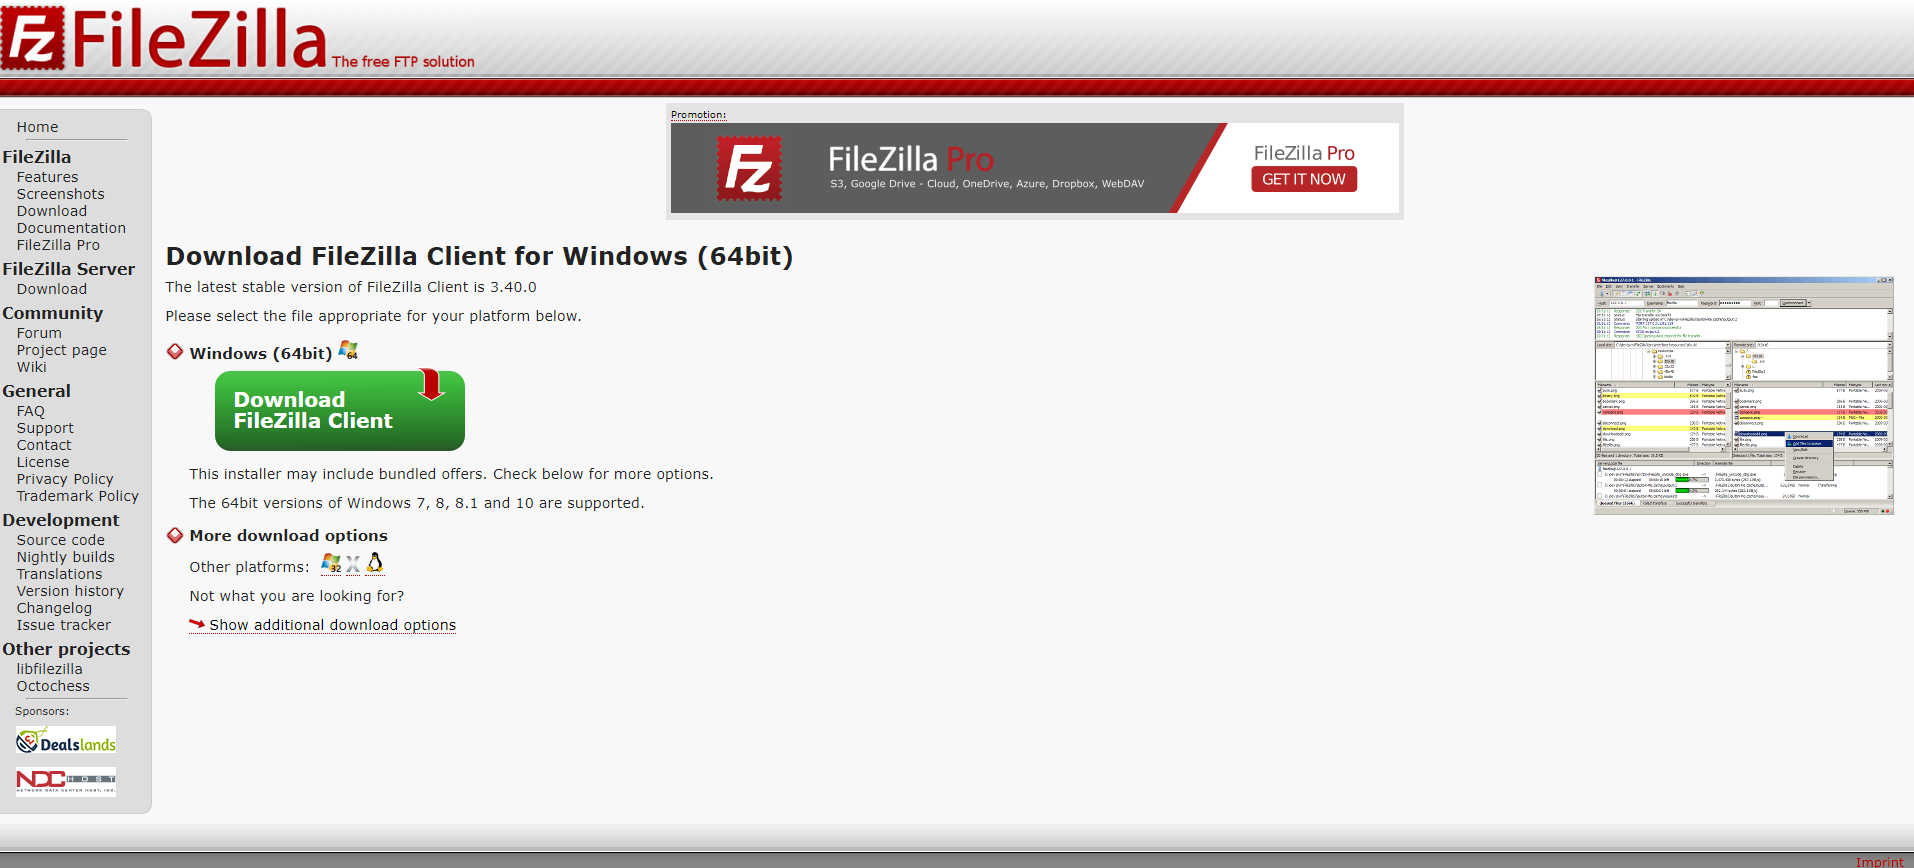 FileZilla The free FTP solution
Home
FileZilla
Features
Screenshots
Download
Documentation
FileZilla Pro
FileZilla Server
Download
Community
Forum
Project page
Wiki
General
FAQ
Support
Contact
License
Privacy Policy
Trademark Policy
Development
Source code
Nightly builds
Translations
Version history
Changelog
Issue tracker
Other projects
libfilezilla
Octochess
Sponsors:
Dealslands
NDC HOST
NETWORK DATA CENTER HOST, INC.
Promotion:
FileZilla Pro
S3, Google Drive - Cloud, OneDrive, Azure, Dropbox, WebDAV
FileZilla Pro
GET IT NOW
Download FileZilla Client for Windows (64bit)
The latest stable version of FileZilla Client is 3.40.0
Please select the file appropriate for your platform below.
Windows (64bit) 64
Download
FileZilla Client
This installer may include bundled offers. Check below for more options.
The 64bit versions of Windows 7, 8, 8.1 and 10 are supported.
More download options
Other platforms: 32
Not what you are looking for?
Show additional download options
Imprint